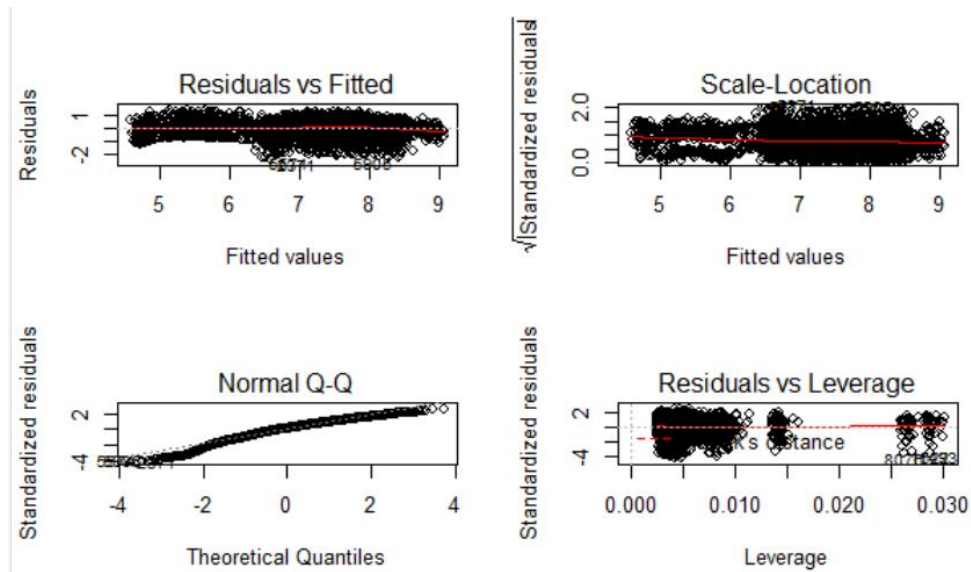 Residuals vs Fitted
Residuals
1
-2
5 6 7 8 9
Fitted values
Scale-Location
√|Standardized residuals
2.0
0.0
5 6 7 8 9
Fitted values
Normal Q-Q
Standardized residuals
2
-4
-4 -2 0 2 4
Theoretical Quantiles
Residuals vs Leverage
Standardized residuals
2
-4
k's distance
0.000 0.010 0.020 0.030
Leverage